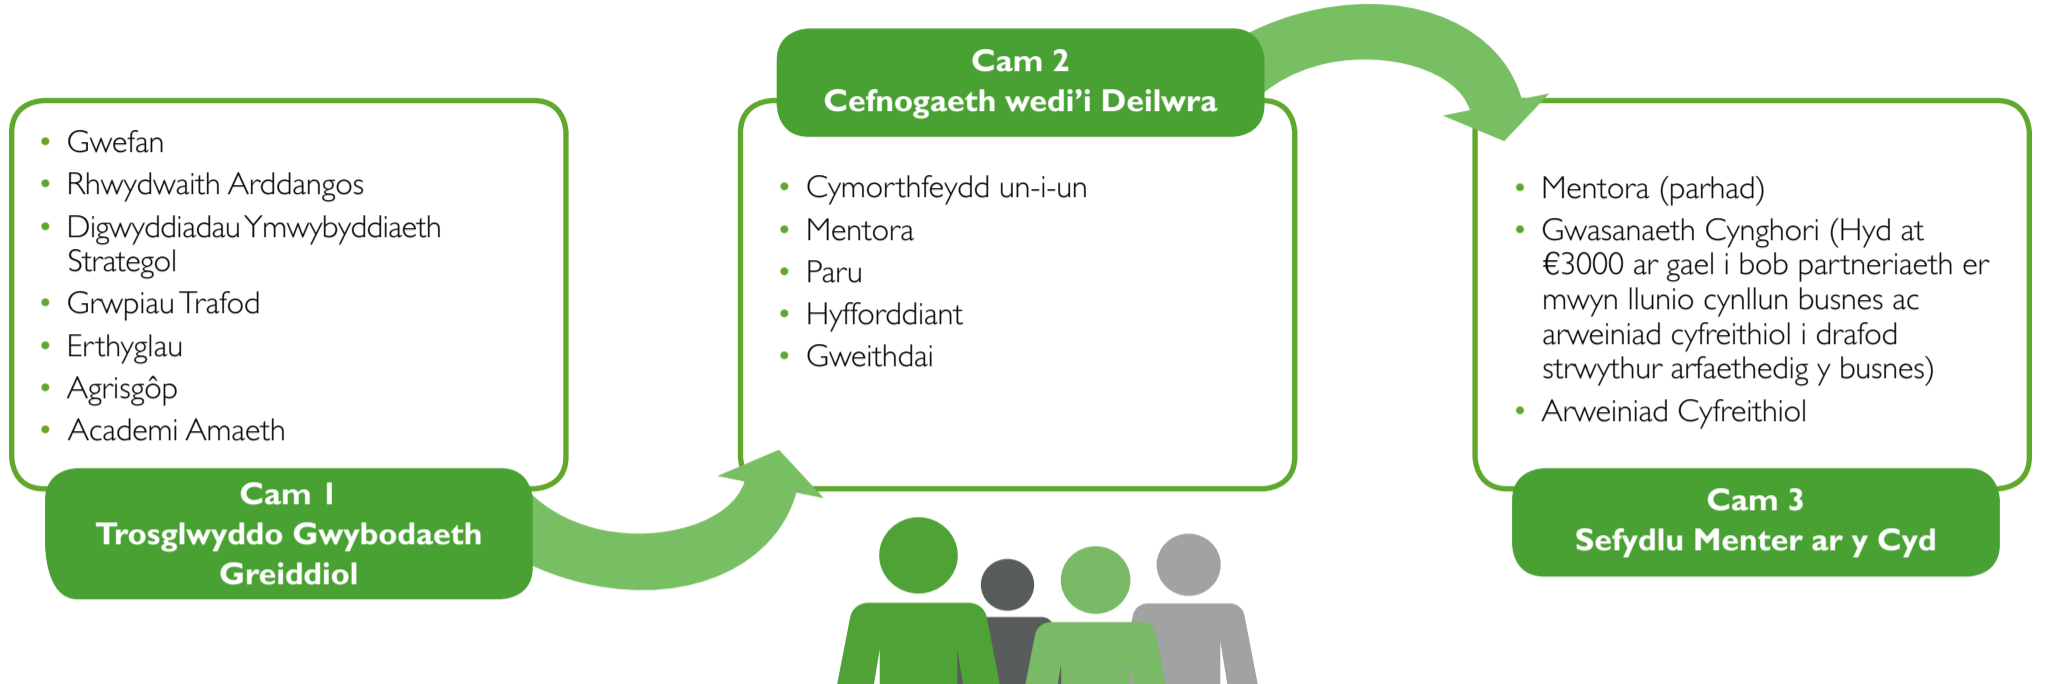 • Gwefan
• Rhwydwaith Arddangos
• Digwyddiadau Ymwybyddiaeth
Strategol
• Grwpiau Trafod
• Erthyglau
• Agrisgôp
• Academi Amaeth
Cam 1
Trosglwyddo Gwybodaeth
Greiddiol
Cam 2
Cefnogaeth wedi’i Deilwra
• Cymorthfeydd un-i-un
• Mentora
• Paru
• Hyfforddiant
• Gweithdai
• Mentora (parhad)
• Gwasanaeth Cynghori (Hyd at
€3000 ar gael i bob partneriaeth er
mwyn llunio cynllun busnes ac
arweiniad cyfreithiol i drafod
strwythur arfaethedig y busnes)
• Arweiniad Cyfreithiol
Cam 3
Sefydlu Menter ar y Cyd